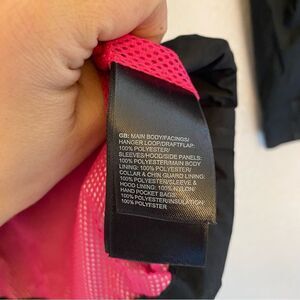 GB: MAIN BODY/FACINGS/
HANGER LOOP/DRAFTFLAP:
100% POLYESTER/
SLEEVES/HOOD/SIDE PANELS:
100% POLYESTER/MAIN BODY
LINING: 100% POLYESTER/
COLLAR & CHIN GUARD LINING:
100% POLYESTER/SLEEVE &
HOOD LINING: 100% NYLON/
HAND POCKET BAGS:
100% POLYESTER/INSULATION:
100% POLYESTER